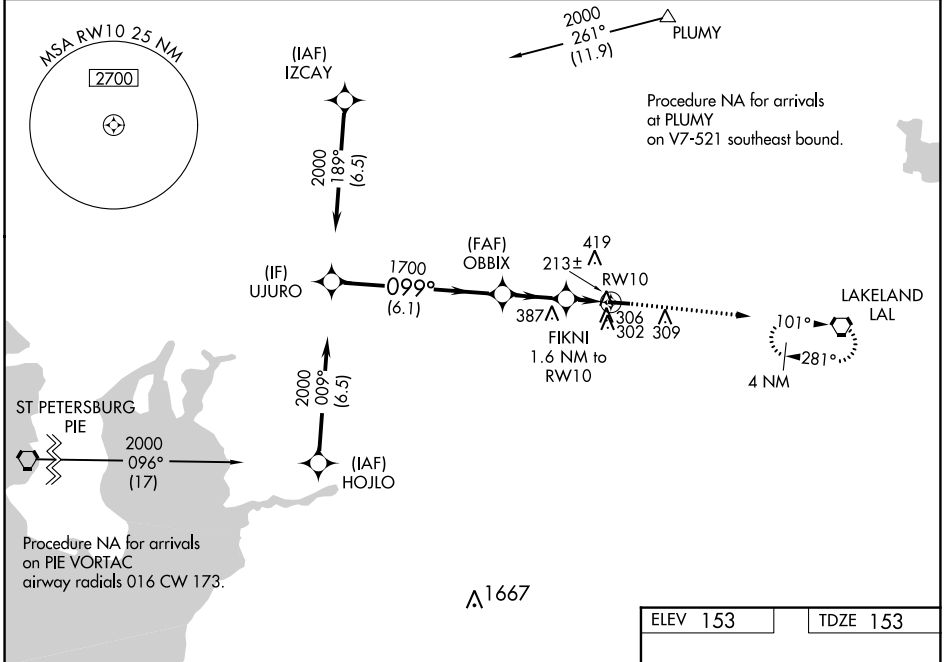 MSA RW10 25 NM
2700
(IAF)
IZCAY
2000
189°
(6.5)
2000
261°
(11.9)
PLUMY
Procedure NA for arrivals
at PLUMY
on V7-521 southeast bound.
(IF)
UJURO
1700
099°
(6.1)
(FAF)
OBBIX
213±
419
RW10
387
306
302
309
FIKNI
1.6 NM to
RW10
LAKELAND
LAL
101°
281°
4 NM
2000
009°
(6.5)
(IAF)
HOJLO
ST PETERSBURG
PIE
2000
096°
(17)
Procedure NA for arrivals
on PIE VORTAC
airway radials 016 CW 173.
1667
ELEV 153
TDZE 153